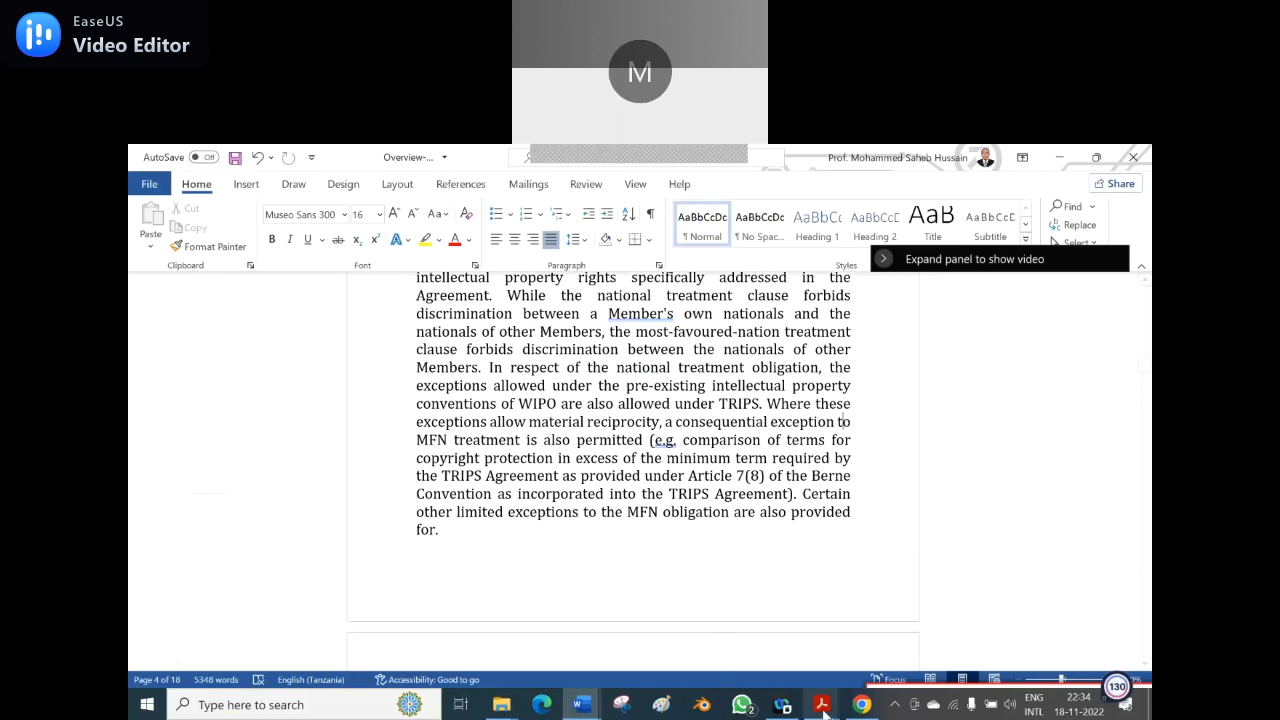 EaseUS
Video Editor
M
AutoSave Off
Overview-...
Prof. Mohammed Saheb Hussain
File Home Insert Draw Design Layout References Mailings Review View Help
Share
Paste
Cut
Copy
Format Painter
Museo Sans 300 16
AaBbCcDc AaBbCcDc AaBbCc AaBbCcD AaB AaBbCcD
¶ Normal ¶ No Spac... Heading 1 Heading 2 Title Subtitle
Find
Replace
Select
Clipboard Font Paragraph Styles
Expand panel to show video
intellectual property rights specifically addressed in the
Agreement. While the national treatment clause forbids
discrimination between a Member's own nationals and the
nationals of other Members, the most-favoured-nation treatment
clause forbids discrimination between the nationals of other
Members. In respect of the national treatment obligation, the
exceptions allowed under the pre-existing intellectual property
conventions of WIPO are also allowed under TRIPS. Where these
exceptions allow material reciprocity, a consequential exception to
MFN treatment is also permitted (e.g. comparison of terms for
copyright protection in excess of the minimum term required by
the TRIPS Agreement as provided under Article 7(8) of the Berne
Convention as incorporated into the TRIPS Agreement). Certain
other limited exceptions to the MFN obligation are also provided
for.
Page 4 of 18 5348 words English (Tanzania) Accessibility: Good to go
Focus
130
Type here to search
2
ENG
INTL
22:34
18-11-2022